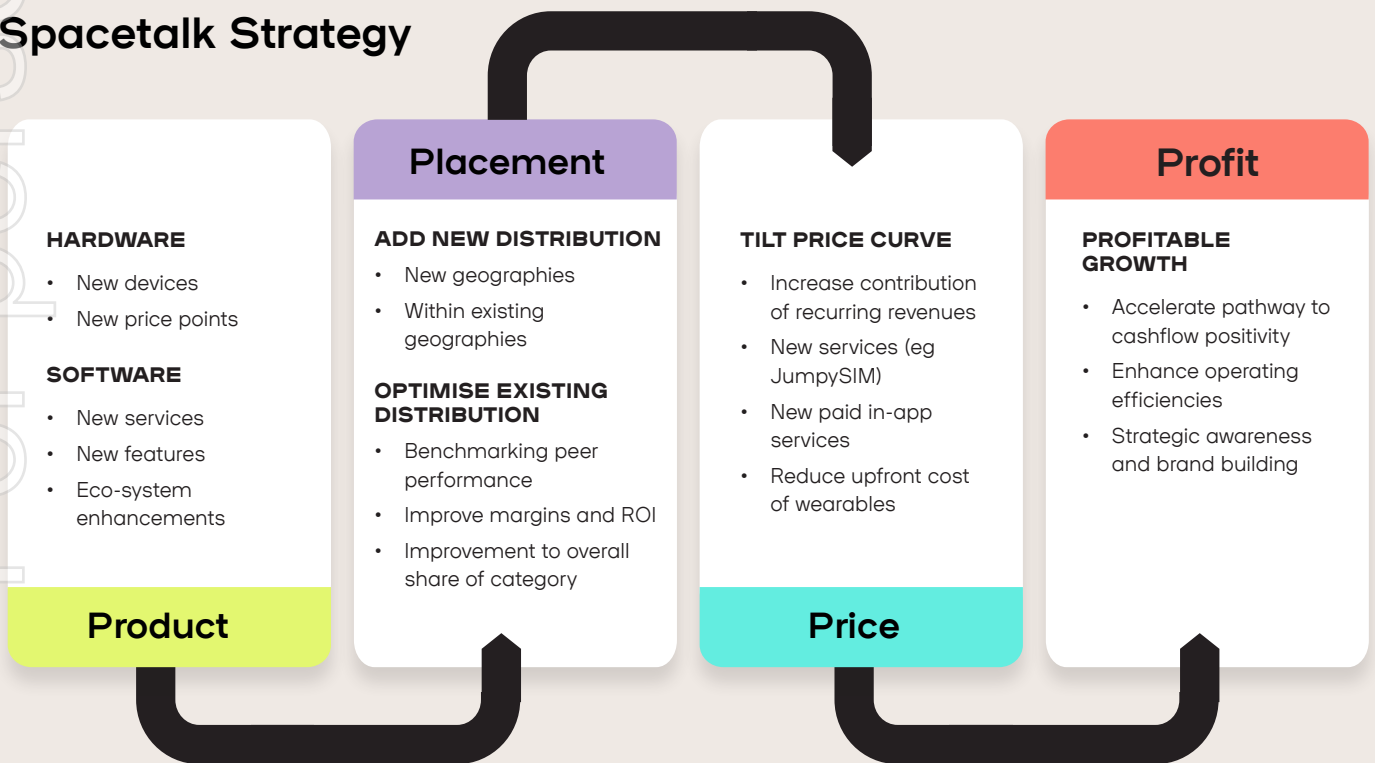 Spacetalk Strategy
HARDWARE
• New devices
• New price points
SOFTWARE
• New services
• New features
• Eco-system
enhancements
Product
Placement
ADD NEW DISTRIBUTION
• New geographies
• Within existing
geographies
OPTIMISE EXISTING
DISTRIBUTION
• Benchmarking peer
performance
• Improve margins and ROI
• Improvement to overall
share of category
TILT PRICE CURVE
• Increase contribution
of recurring revenues
• New services (eg
JumpySIM)
• New paid in-app
services
• Reduce upfront cost
of wearables
Price
Profit
PROFITABLE
GROWTH
• Accelerate pathway to
cashflow positivity
• Enhance operating
efficiencies
• Strategic awareness
and brand building